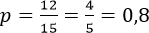 p = 12/15 = 4/5 = 0,8